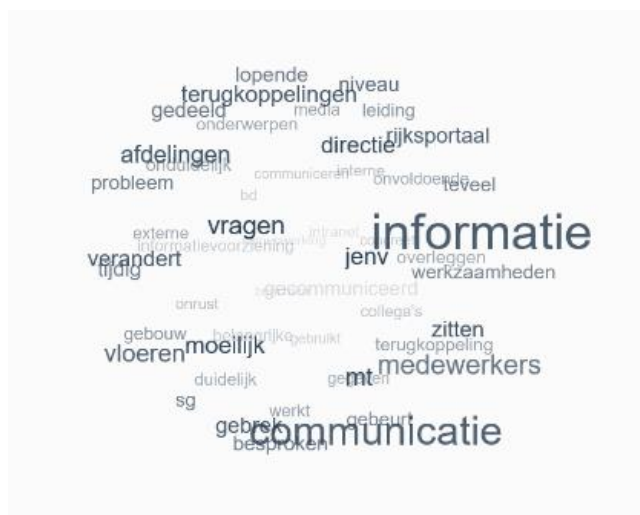 lopende
niveau
terugkoppelingen
gedeeld
media
leiding
onderwerpen
rijksportaal
directie
afdelingen
onduidelijk
communiceren
interne
probleem
onvoldoende
teveel
bd
vragen
informatie
externe
intranet
informatievoorziening
verandert
jenv
overleggen
tijdig
werkzaamheden
gecommuniceerd
onrust
collega's
zitten
gebouw
belangrijke
gebruikt
moeilijk
terugkoppeling
vloeren
medewerkers
duidelijk
mt
gegeven
sg
werkt
gebeurt
gebrek
communicatie
besproken